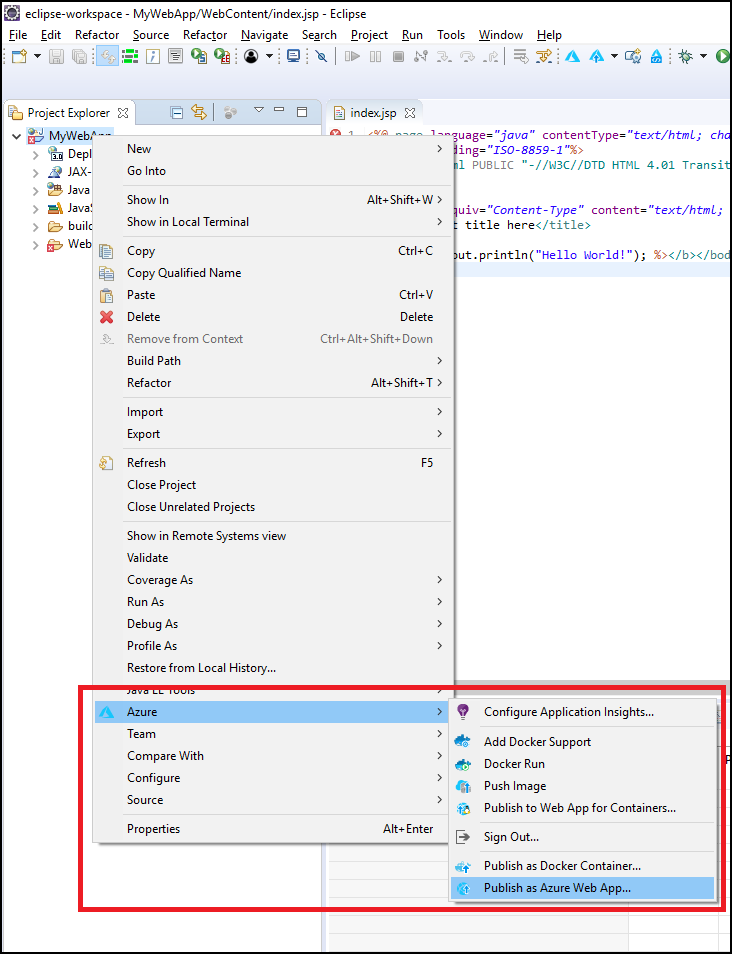 eclipse-workspace - MyWebApp/WebContent/index.jsp - Eclipse
File Edit Refactor Source Refactor Navigate Search Project Run Tools Window Help
Project Explorer
index.jsp
MyWebApp
Depl
JAX-
Java
JavaS
build
Web
1 <%@ page language="java" contentType="text/html; cha
ding="ISO-8859-1"%>
ml PUBLIC "-//W3C//DTD HTML 4.01 Transit
quiv="Content-Type" content="text/html;
t title here</title>
out.println("Hello World!"); %></b></bod
New
Go Into
Show In Alt+Shift+W
Show in Local Terminal
Copy Ctrl+C
Copy Qualified Name
Paste Ctrl+V
Delete Delete
Remove from Context Ctrl+Alt+Shift+Down
Build Path
Refactor Alt+Shift+T
Import
Export
Refresh F5
Close Project
Close Unrelated Projects
Show in Remote Systems view
Validate
Coverage As
Run As
Debug As
Profile As
Restore from Local History...
Java EE Tools
Azure
Team
Compare With
Configure
Source
Properties Alt+Enter
Configure Application Insights...
Add Docker Support
Docker Run
Push Image
Publish to Web App for Containers...
Sign Out...
Publish as Docker Container...
Publish as Azure Web App...